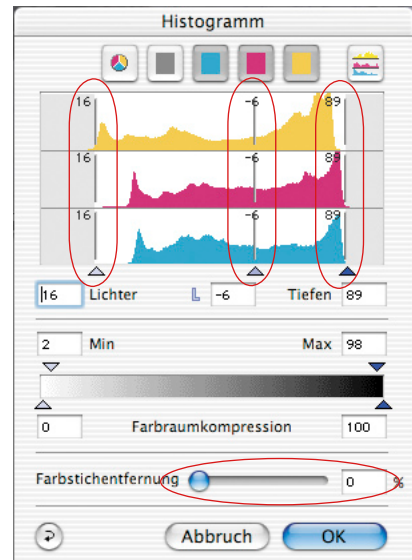 Histogramm
16 -6 89
16 -6 89
16 -6 89
16 Lichter L -6 Tiefen 89
2 Min Max 98
0 Farbraumkompression 100
Farbstichentfernung 0 %
Abbruch OK